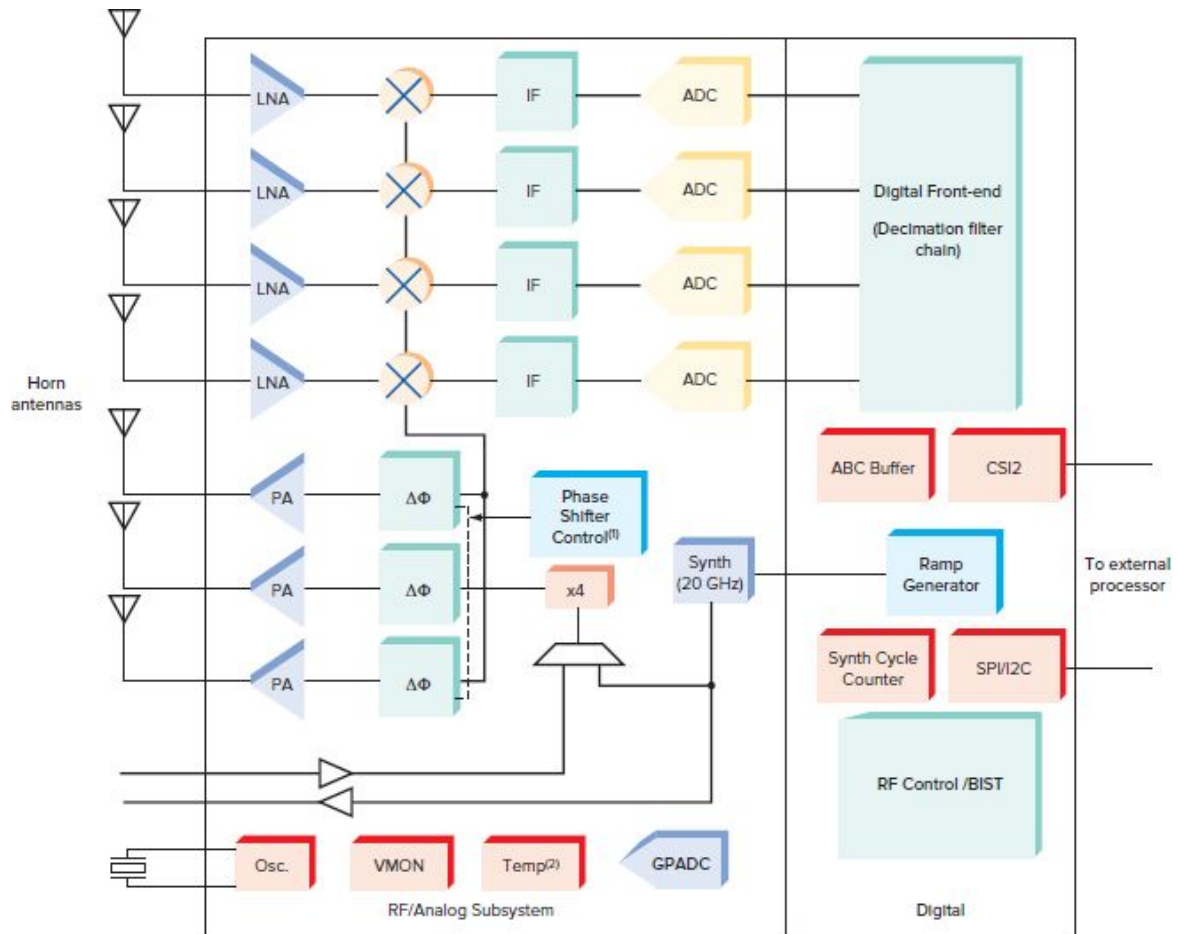 LNA
IF
ADC
LNA
IF
ADC
Digital Front-end
(Decimation filter
chain)
LNA
IF
ADC
LNA
IF
ADC
Horn
antennas
ABC Buffer
CSI2
PA
ΔΦ
Phase
Shifter
Control(1)
PA
ΔΦ
x4
Synth
(20 GHz)
Ramp
Generator
To external
processor
PA
ΔΦ
Synth Cycle
Counter
SPI/I2C
RF Control /BIST
Osc.
VMON
Temp(2)
GPADC
RF/Analog Subsystem
Digital